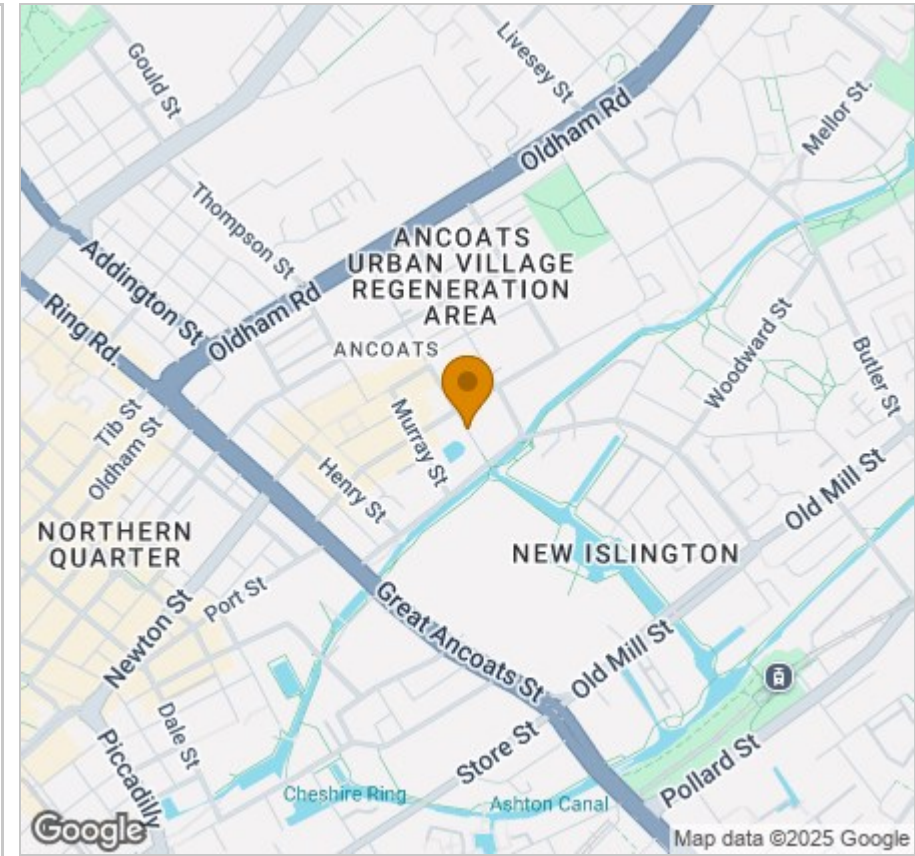 Gould St
Livesey St
Oldham Rd
Mellor St.
Thompson St
ANCOATS
URBAN VILLAGE
REGENERATION
AREA
Addington St
Oldham Rd
Ring Rd.
ANCOATS
Woodward St
Butler St
Tib St
Oldham St
Murray St
Henry St
Old Mill St
NORTHERN
QUARTER
NEW ISLINGTON
Port St
Newton St
Great Ancoats St
Old Mill St
Dale St
Store St
Piccadilly
Pollard St
Cheshire Ring
Ashton Canal
Google
Map data ©2025 Google